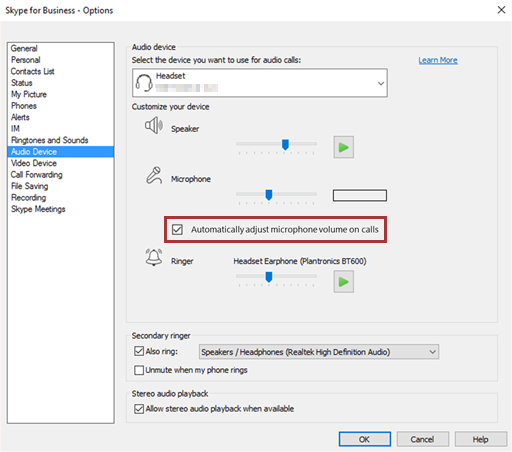 Skype for Business - Options
General
Personal
Contacts List
Status
My Picture
Phones
Alerts
IM
Ringtones and Sounds
Audio Device
Video Device
Call Forwarding
File Saving
Recording
Skype Meetings
Audio device
Select the device you want to use for audio calls:
Learn More
Headset
Customize your device
Speaker
Microphone
Automatically adjust microphone volume on calls
Ringer
Headset Earphone (Plantronics BT600)
Secondary ringer
Also ring:
Speakers / Headphones (Realtek High Definition Audio)
Unmute when my phone rings
Stereo audio playback
Allow stereo audio playback when available
OK
Cancel
Help